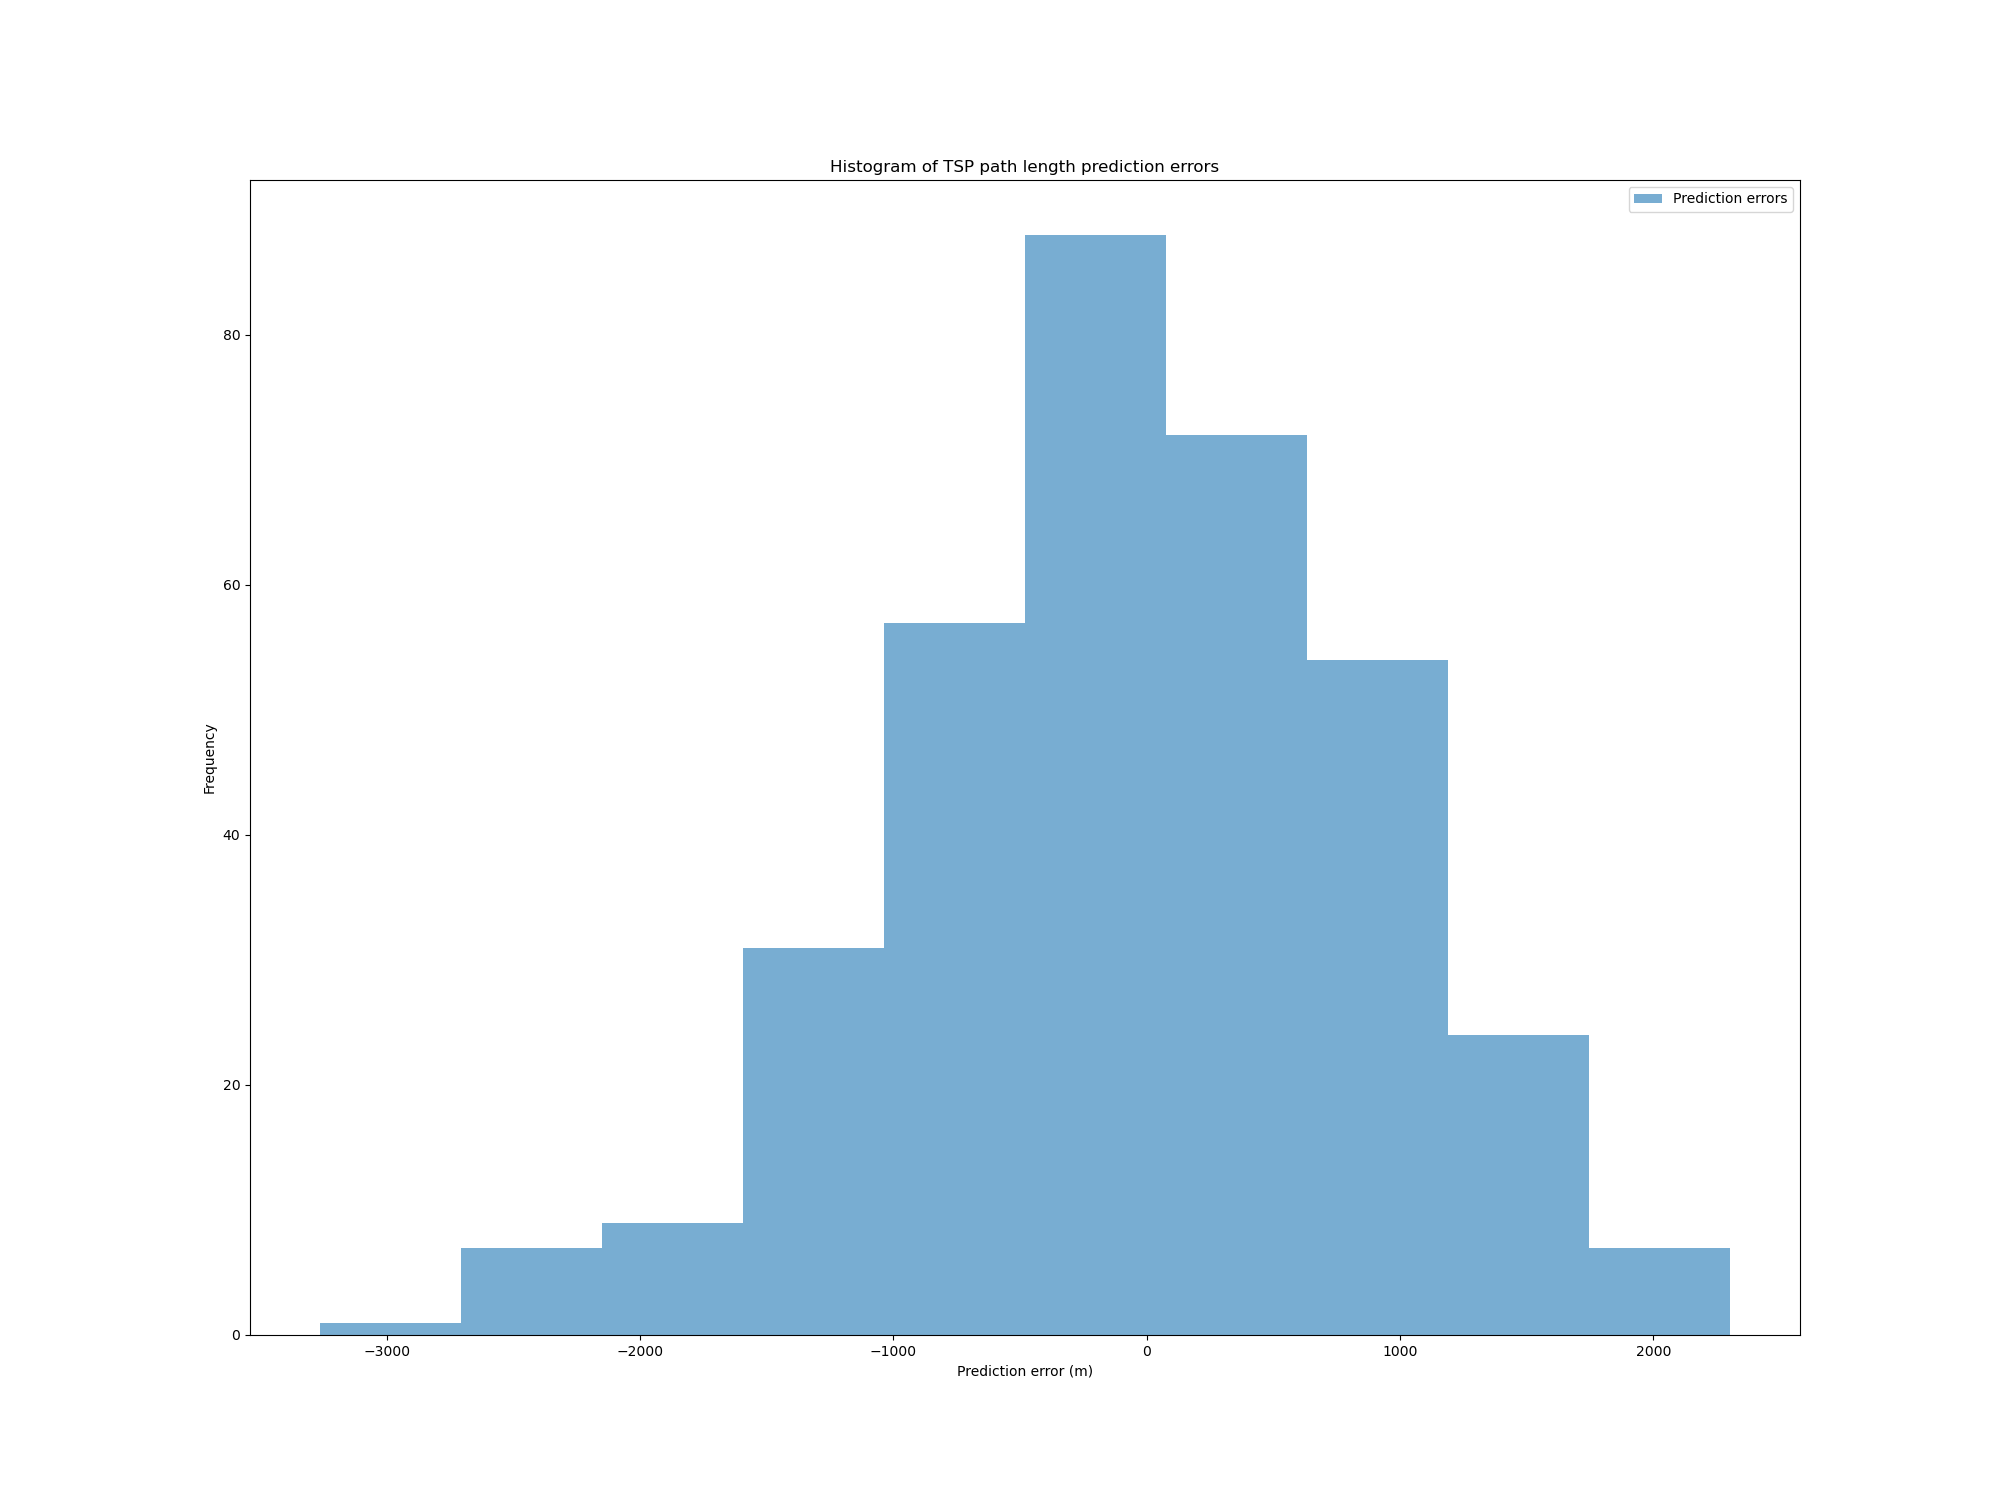 Histogram of TSP path length prediction errors
Prediction errors
80
60
40
20
0
Frequency
−3000
−2000
−1000
0
1000
2000
Prediction error (m)